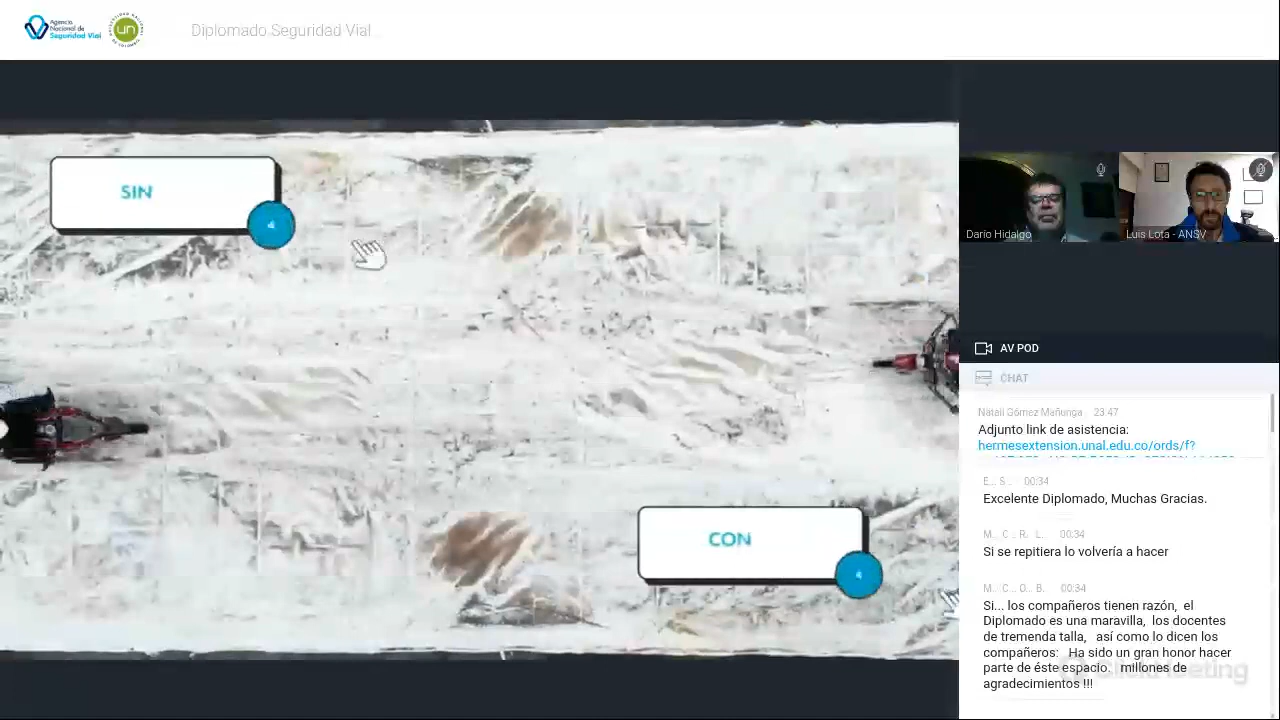 Agencia
Nacional de
Seguridad Vial
un
Diplomado Seguridad Vial
SIN
CON
Darío Hidalgo
Luis Lota - ANSV
AV POD
CHAT
Natali Gómez Mañunga 23:47
Adjunto link de asistencia:
hermesextension.unal.edu.co/ords/f?
E... S... 00:34
Excelente Diplomado, Muchas Gracias.
M... C... R... L... 00:34
Si se repitiera lo volvería a hacer
M... C... O... B. 00:34
Si... los compañeros tienen razón, el
Diplomado es una maravilla, los docentes
de tremenda talla, así como lo dicen los
compañeros: Ha sido un gran honor hacer
parte de éste espacio. millones de
agradecimientos !!!
ClickMeeting